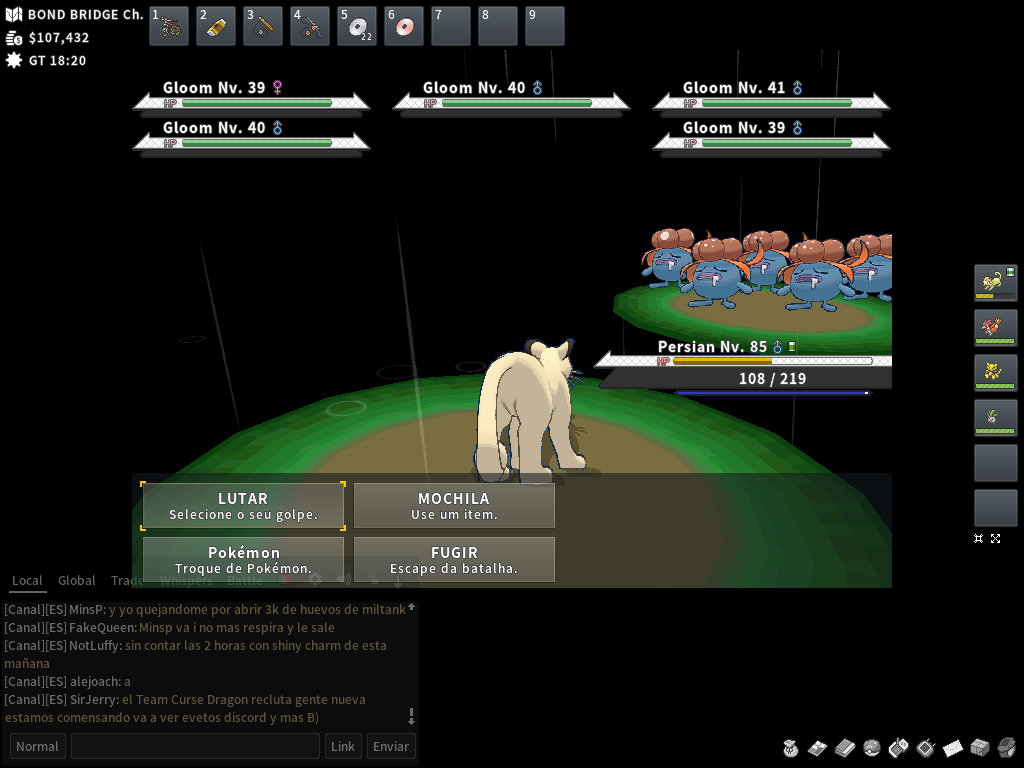 BOND BRIDGE Ch.
$107,432
GT 18:20
1 2 3 4 5 6 7 8 9
22
Gloom Nv. 39
HP
Gloom Nv. 40
HP
Gloom Nv. 41
HP
Gloom Nv. 40
HP
Gloom Nv. 39
HP
Persian Nv. 85
HP
108 / 219
LUTAR
Selecione o seu golpe.
MOCHILA
Use um item.
Pokémon
Troque de Pokémon.
FUGIR
Escape da batalha.
Local Global Trade Whispers Battle
[Canal][ES] MinsP: y yo quejandome por abrir 3k de huevos de miltank
[Canal][ES] FakeQueen: Minsp va i no mas respira y le sale
[Canal][ES] NotLuffy: sin contar las 2 horas con shiny charm de esta
mañana
[Canal][ES] alejoach: a
[Canal][ES] SirJerry: el Team Curse Dragon recluta gente nueva
estamos comensando va a ver evetos discord y mas B)
Normal Link Enviar